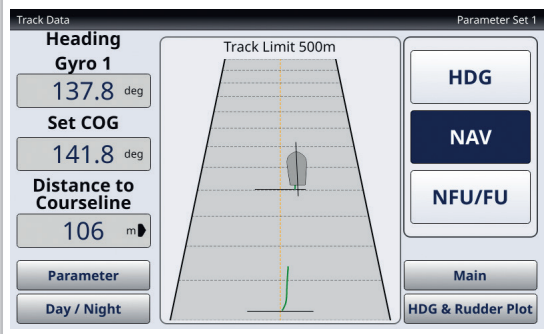 Track Data
Parameter Set 1
Heading
Gyro 1
137.8 deg
Set COG
141.8 deg
Distance to
Courseline
106 m
Parameter
Day / Night
Track Limit 500m
HDG
NAV
NFU/FU
Main
HDG & Rudder Plot